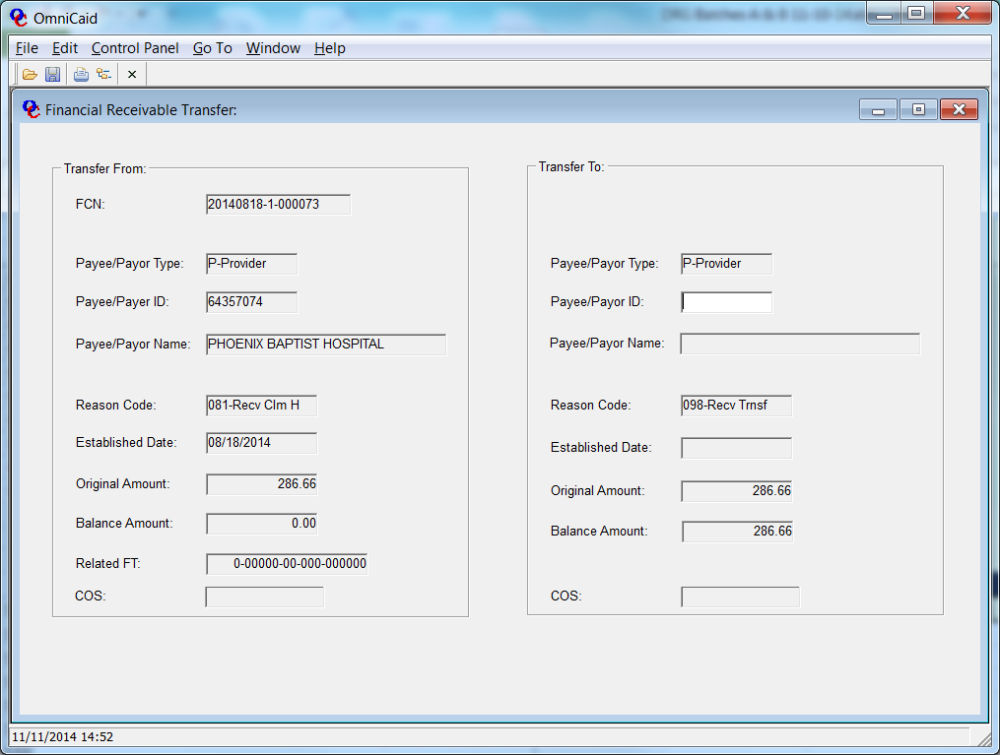 OmniCaid
File Edit Control Panel Go To Window Help
Financial Receivable Transfer:
Transfer From:
FCN: 20140818-1-000073
Payee/Payor Type: P-Provider
Payee/Payer ID: 64357074
Payee/Payor Name: PHOENIX BAPTIST HOSPITAL
Reason Code: 081-Recv Clm H
Established Date: 08/18/2014
Original Amount: 286.66
Balance Amount: 0.00
Related FT: 0-00000-00-000-000000
COS:
Transfer To:
Payee/Payor Type: P-Provider
Payee/Payor ID:
Payee/Payor Name:
Reason Code: 098-Recv Trnsf
Established Date:
Original Amount: 286.66
Balance Amount: 286.66
COS:
11/11/2014 14:52